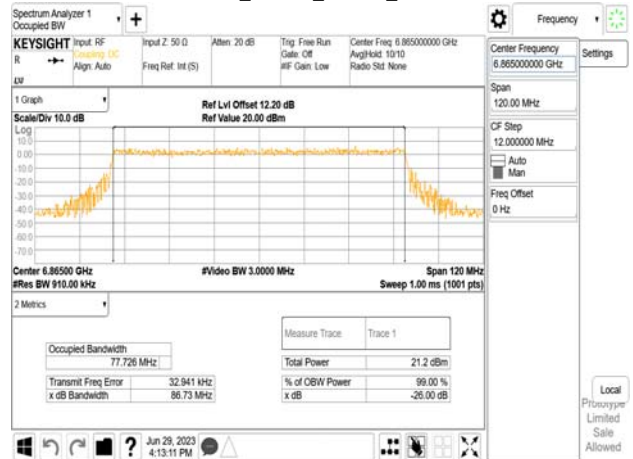 Spectrum Analyzer 1
Occupied BW
Frequency
KEYSIGHT
R
Input: RF
Coupling: DC
Align: Auto
Input Z: 50 Ω
Freq Ref: Int (S)
Atten: 20 dB
Trig: Free Run
Gate: Off
#IF Gain: Low
Center Freq: 6.865000000 GHz
Avg|Hold: 10/10
Radio Std: None
LXI
Center Frequency
6.865000000 GHz
Settings
Span
120.00 MHz
CF Step
12.000000 MHz
Auto
Man
Freq Offset
0 Hz
1 Graph
Scale/Div 10.0 dB
Ref Lvl Offset 12.20 dB
Ref Value 20.00 dBm
Log
10.0
0.00
-10.0
-20.0
-30.0
-40.0
-50.0
-60.0
-70.0
Center 6.86500 GHz
#Video BW 3.0000 MHz
Span 120 MHz
#Res BW 910.00 kHz
Sweep 1.00 ms (1001 pts)
2 Metrics
Measure Trace
Trace 1
Occupied Bandwidth
77.726 MHz
Total Power
21.2 dBm
Transmit Freq Error
32.941 kHz
% of OBW Power
99.00 %
x dB Bandwidth
86.73 MHz
x dB
-26.00 dB
Local
Prototype
Limited
Sale
Allowed
?
Jun 29, 2023
4:13:11 PM